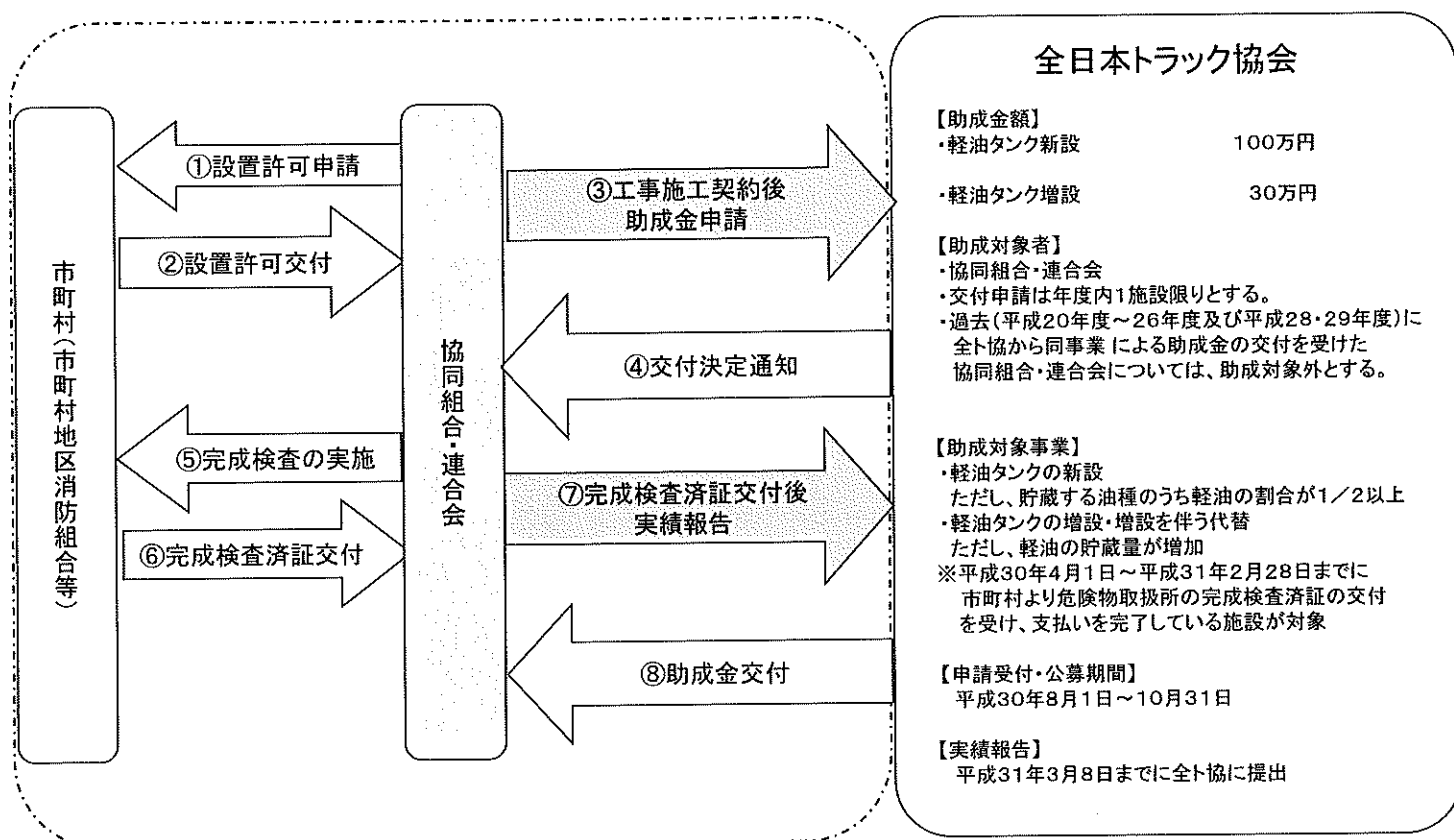 市町村(市町村地区消防組合等)
①設置許可申請
②設置許可交付
⑤完成検査の実施
⑥完成検査済証交付
協同組合・連合会
③工事施工契約後
助成金申請
④交付決定通知
⑦完成検査済証交付後
実績報告
⑧助成金交付
全日本トラック協会
【助成金額】
・軽油タンク新設 100万円
・軽油タンク増設 30万円
【助成対象者】
・協同組合・連合会
・交付申請は年度内1施設限りとする。
・過去(平成20年度~26年度及び平成28・29年度)に
全ト協から同事業による助成金の交付を受けた
協同組合・連合会については、助成対象外とする。
【助成対象事業】
・軽油タンクの新設
ただし、貯蔵する油種のうち軽油の割合が1/2以上
・軽油タンクの増設・増設を伴う代替
ただし、軽油の貯蔵量が増加
※平成30年4月1日~平成31年2月28日までに
市町村より危険物取扱所の完成検査済証の交付
を受け、支払いを完了している施設が対象
【申請受付・公募期間】
平成30年8月1日~10月31日
【実績報告】
平成31年3月8日までに全ト協に提出